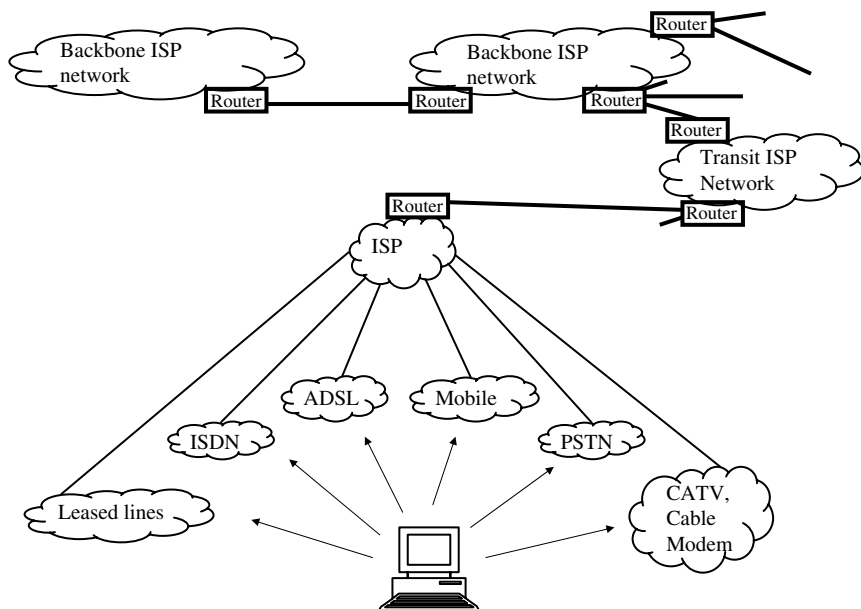 Router
Backbone ISP
network
Backbone ISP
network
Router
Router
Router
Router
Transit ISP
Network
Router
Router
ISP
ADSL
Mobile
ISDN
PSTN
Leased lines
CATV,
Cable
Modem